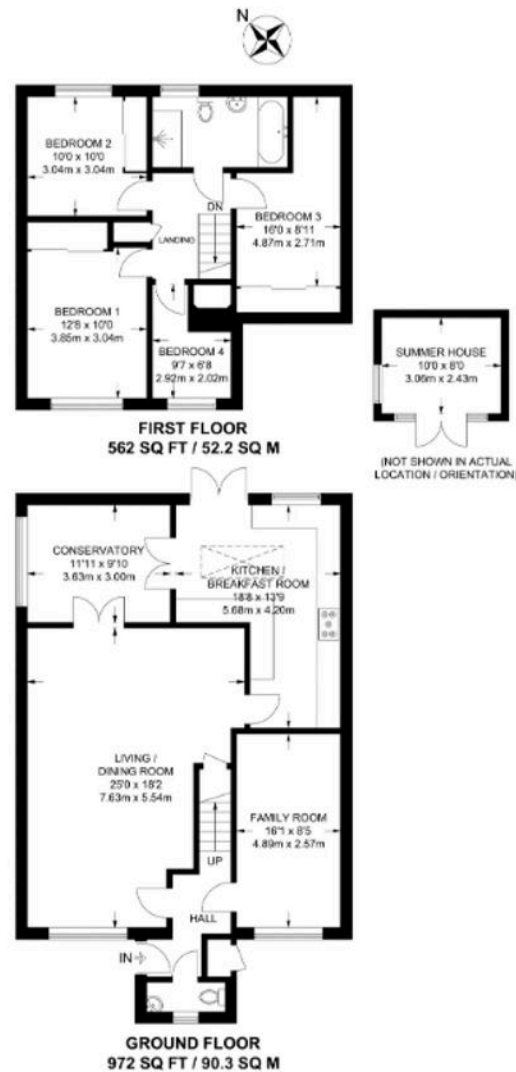 N
BEDROOM 2
10'0 x 10'0
3.04m x 3.04m
DN
BEDROOM 3
16'0 x 8'11
4.87m x 2.71m
LANDING
BEDROOM 1
12'8 x 10'0
3.85m x 3.04m
BEDROOM 4
9'7 x 6'8
2.92m x 2.02m
SUMMER HOUSE
10'0 x 8'0
3.06m x 2.43m
(NOT SHOWN IN ACTUAL
LOCATION / ORIENTATION)
FIRST FLOOR
562 SQ FT / 52.2 SQ M
CONSERVATORY
11'11 x 9'10
3.63m x 3.00m
KITCHEN /
BREAKFAST ROOM
18'8 x 13'9
5.68m x 4.20m
LIVING /
DINING ROOM
25'0 x 18'2
7.63m x 5.54m
FAMILY ROOM
16'1 x 8'5
4.89m x 2.57m
UP
HALL
IN
GROUND FLOOR
972 SQ FT / 90.3 SQ M